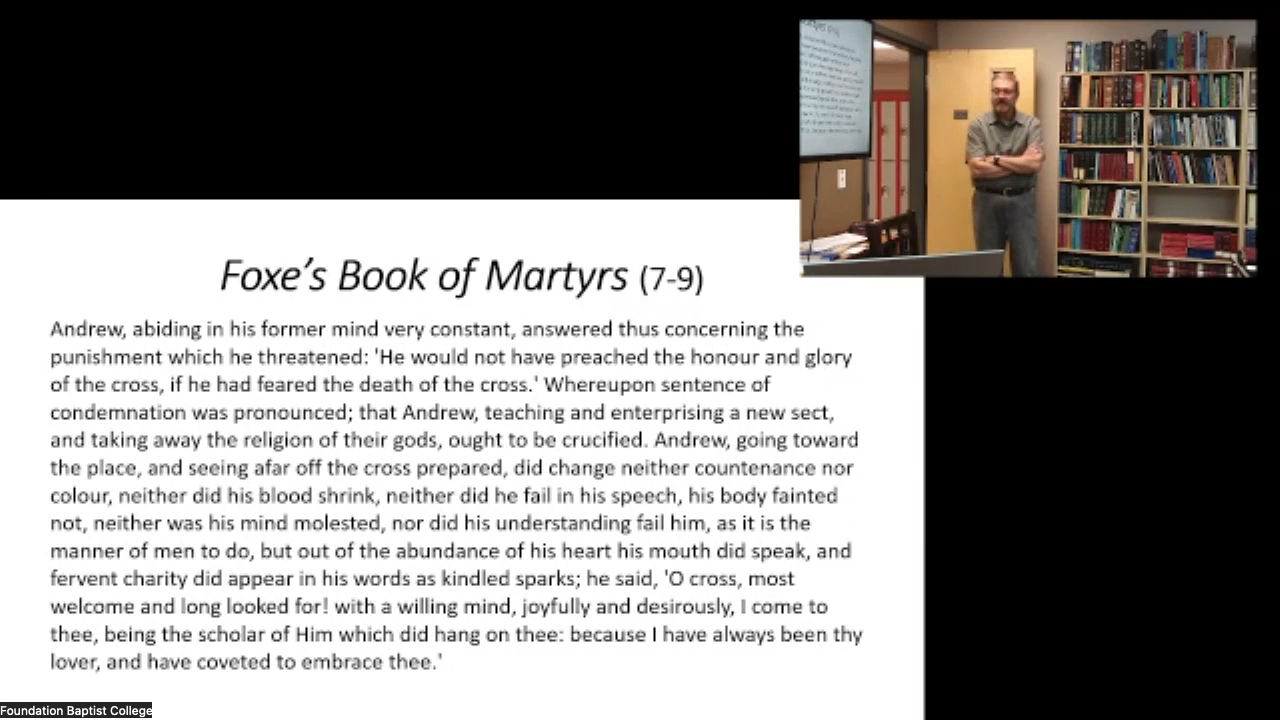 Foxe's Book of Martyrs (7-9)
Andrew, abiding in his former mind very constant, answered thus concerning the
punishment which he threatened: 'He would not have preached the honour and glory
of the cross, if he had feared the death of the cross.' Whereupon sentence of
condemnation was pronounced; that Andrew, teaching and enterprising a new sect,
and taking away the religion of their gods, ought to be crucified. Andrew, going toward
the place, and seeing afar off the cross prepared, did change neither countenance nor
colour, neither did his blood shrink, neither did he fail in his speech, his body fainted
not, neither was his mind molested, nor did his understanding fail him, as it is the
manner of men to do, but out of the abundance of his heart his mouth did speak, and
fervent charity did appear in his words as kindled sparks; he said, 'O cross, most
welcome and long looked for! with a willing mind, joyfully and desirously, I come to
thee, being the scholar of Him which did hang on thee: because I have always been thy
lover, and have coveted to embrace thee.'
Foundation Baptist College